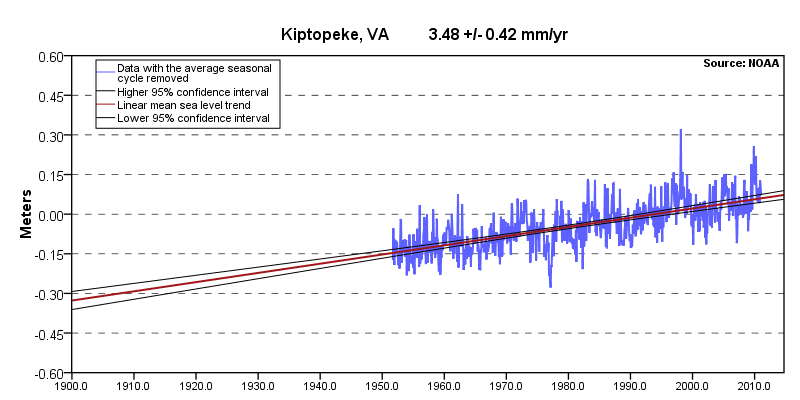 Kiptopeke, VA 3.48 +/- 0.42 mm/yr
Source: NOAA
Data with the average seasonal
cycle removed
Higher 95% confidence interval
Linear mean sea level trend
Lower 95% confidence interval
Meters
0.60
0.45
0.30
0.15
0.00
-0.15
-0.30
-0.45
-0.60
1900.0 1910.0 1920.0 1930.0 1940.0 1950.0 1960.0 1970.0 1980.0 1990.0 2000.0 2010.0